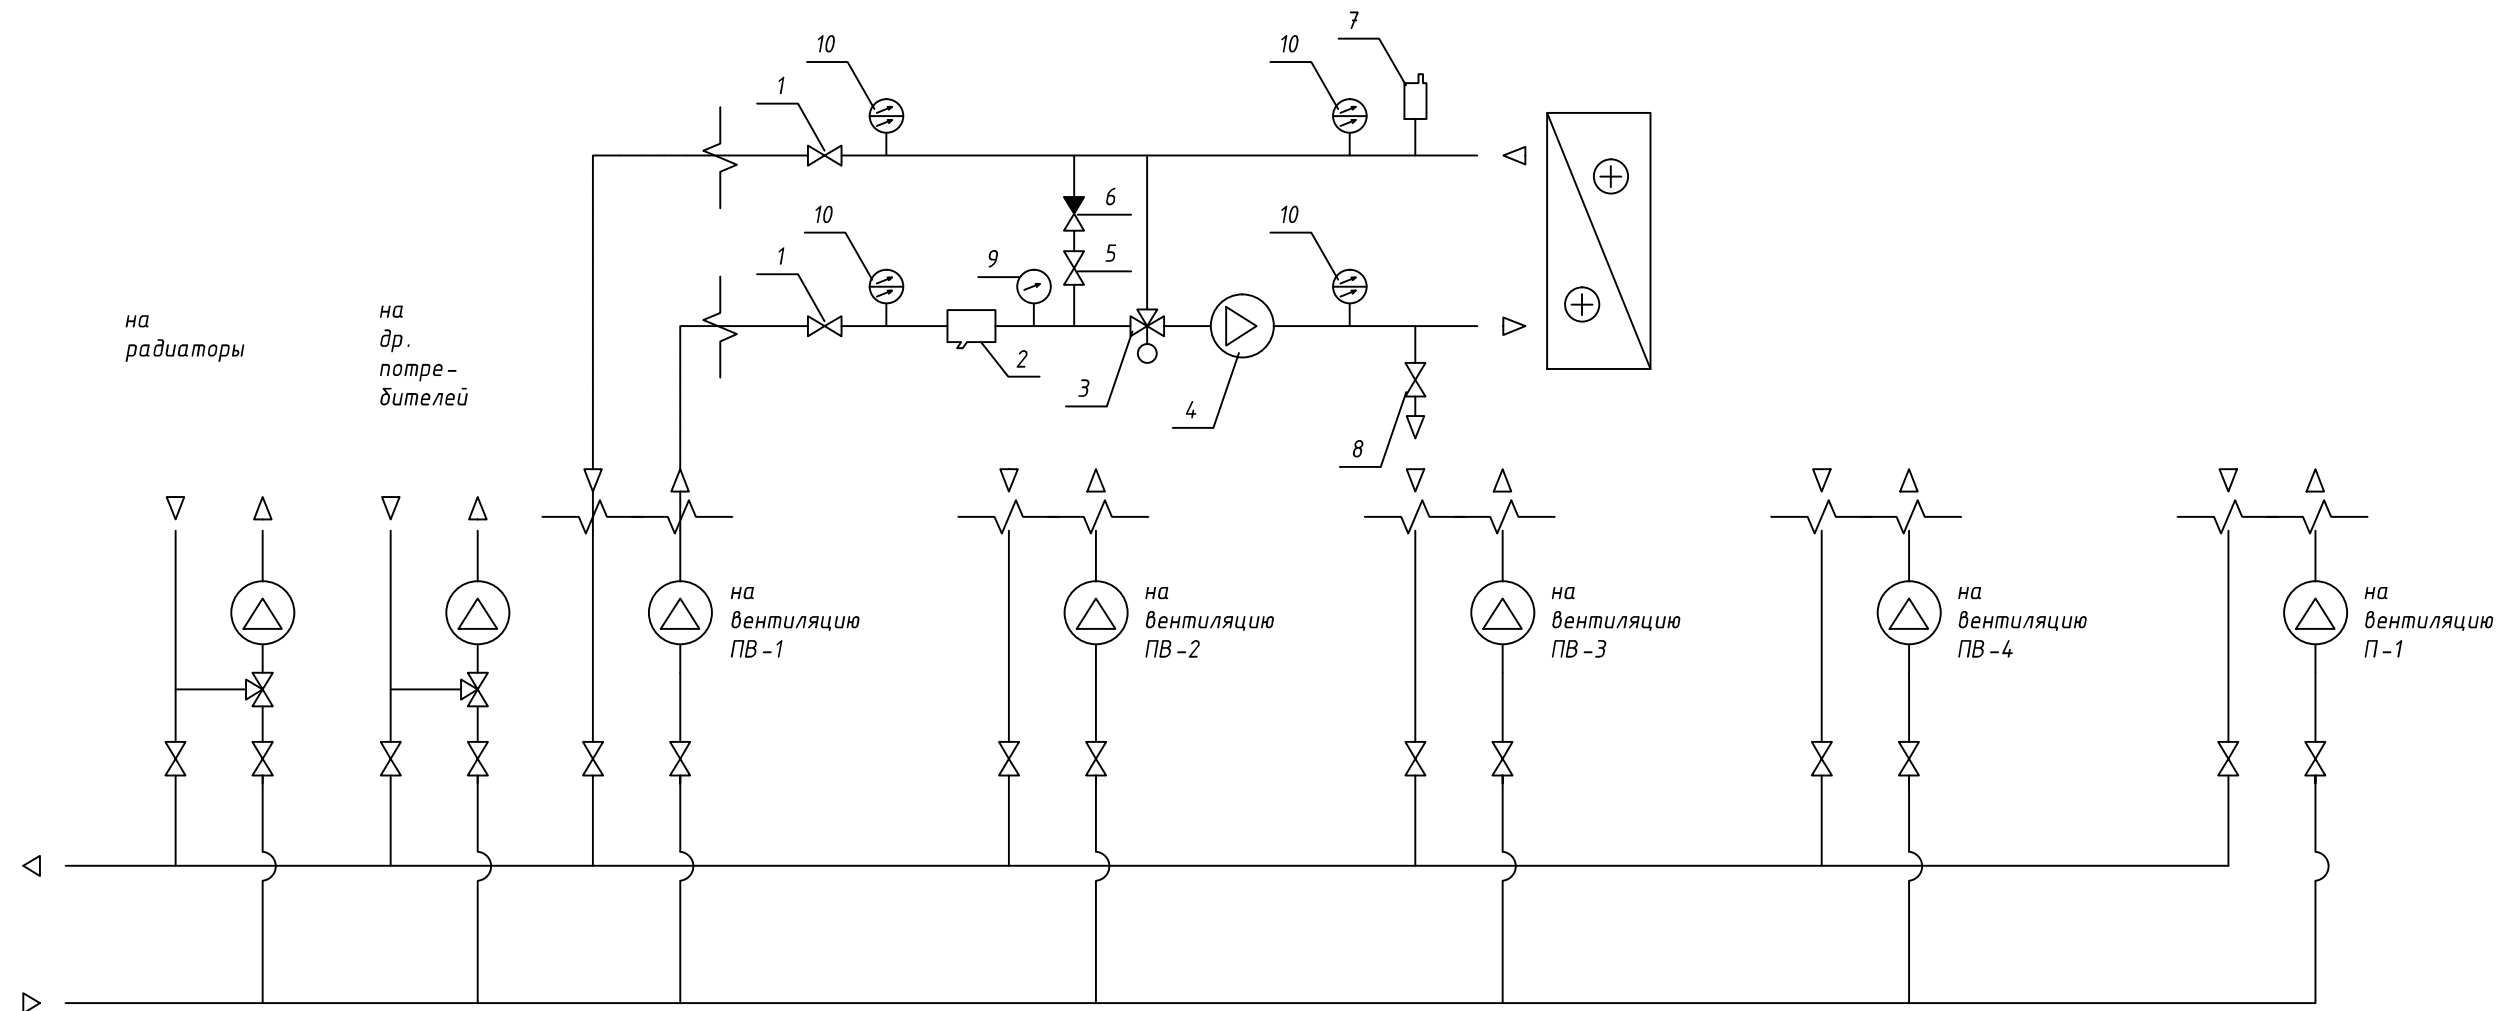 7
10
10
1
6
10
10
5
1
9
на
радиаторы
на
др.
потре-
бителей
2
3
4
8
на
вентиляцию
ПВ-1
на
вентиляцию
ПВ-2
на
вентиляцию
ПВ-3
на
вентиляцию
ПВ-4
на
вентиляцию
П-1